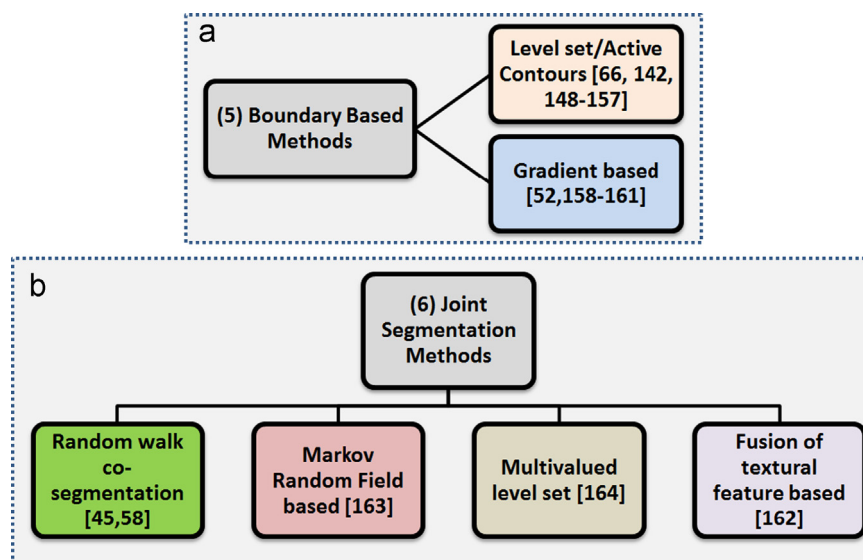 a
(5) Boundary Based
Methods
Level set/Active
Contours [66, 142,
148-157]
Gradient based
[52,158-161]
b
(6) Joint
Segmentation
Methods
Random walk
co-
segmentation
[45,58]
Markov
Random Field
based [163]
Multivalued
level set [164]
Fusion of
textural
feature based
[162]